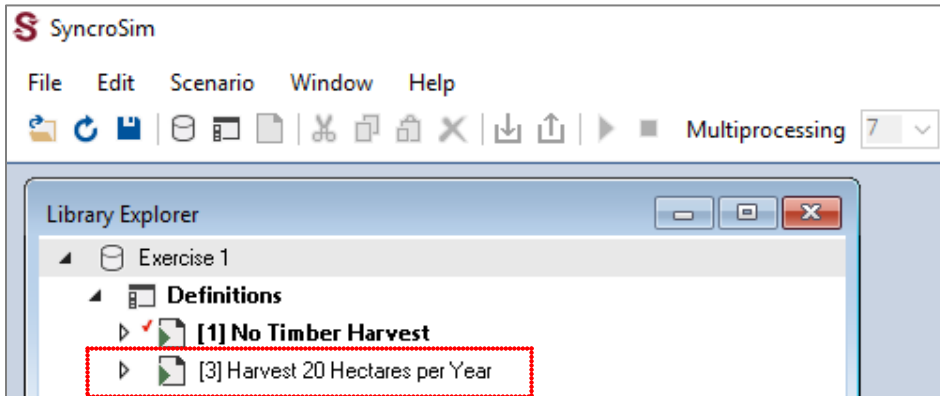 SyncroSim
File Edit Scenario Window Help
Multiprocessing 7
Library Explorer
Exercise 1
Definitions
[1] No Timber Harvest
[3] Harvest 20 Hectares per Year